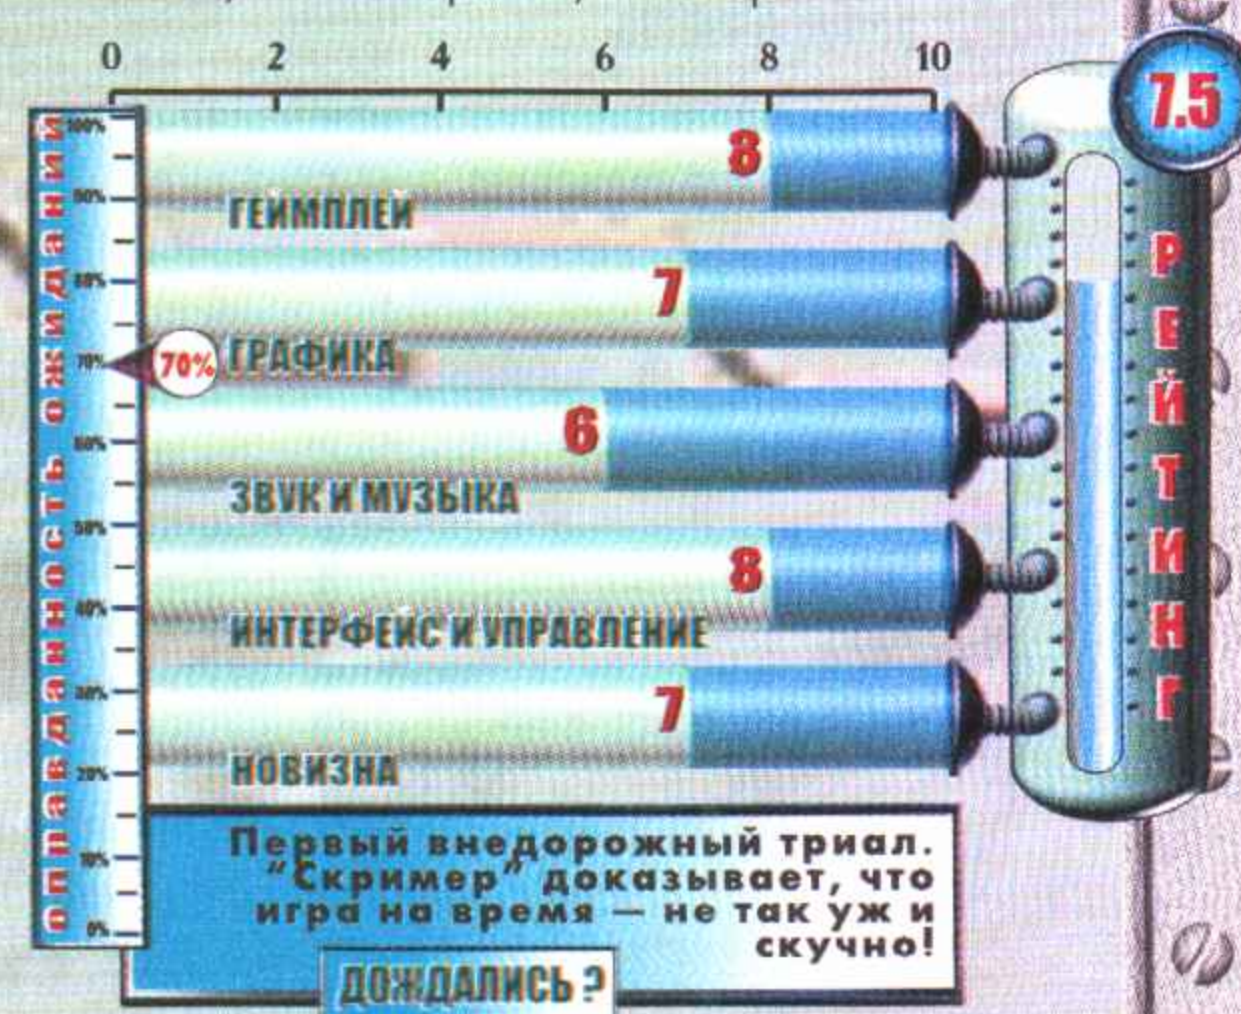 0 2 4 6 8 10
7.5
РЕЙТИНГ
оправданность ожиданий
100%
90%
80%
70%
60%
50%
40%
30%
20%
10%
0%
70%
8
ГЕЙМПЛЕЙ
7
ГРАФИКА
6
ЗВУК И МУЗЫКА
8
ИНТЕРФЕЙС И УПРАВЛЕНИЕ
7
НОВИЗНА
Первый внедорожный триал.
"Скример" доказывает, что
игра на время — не так уж и
скучно!
ДОЖДАЛИСЬ ?